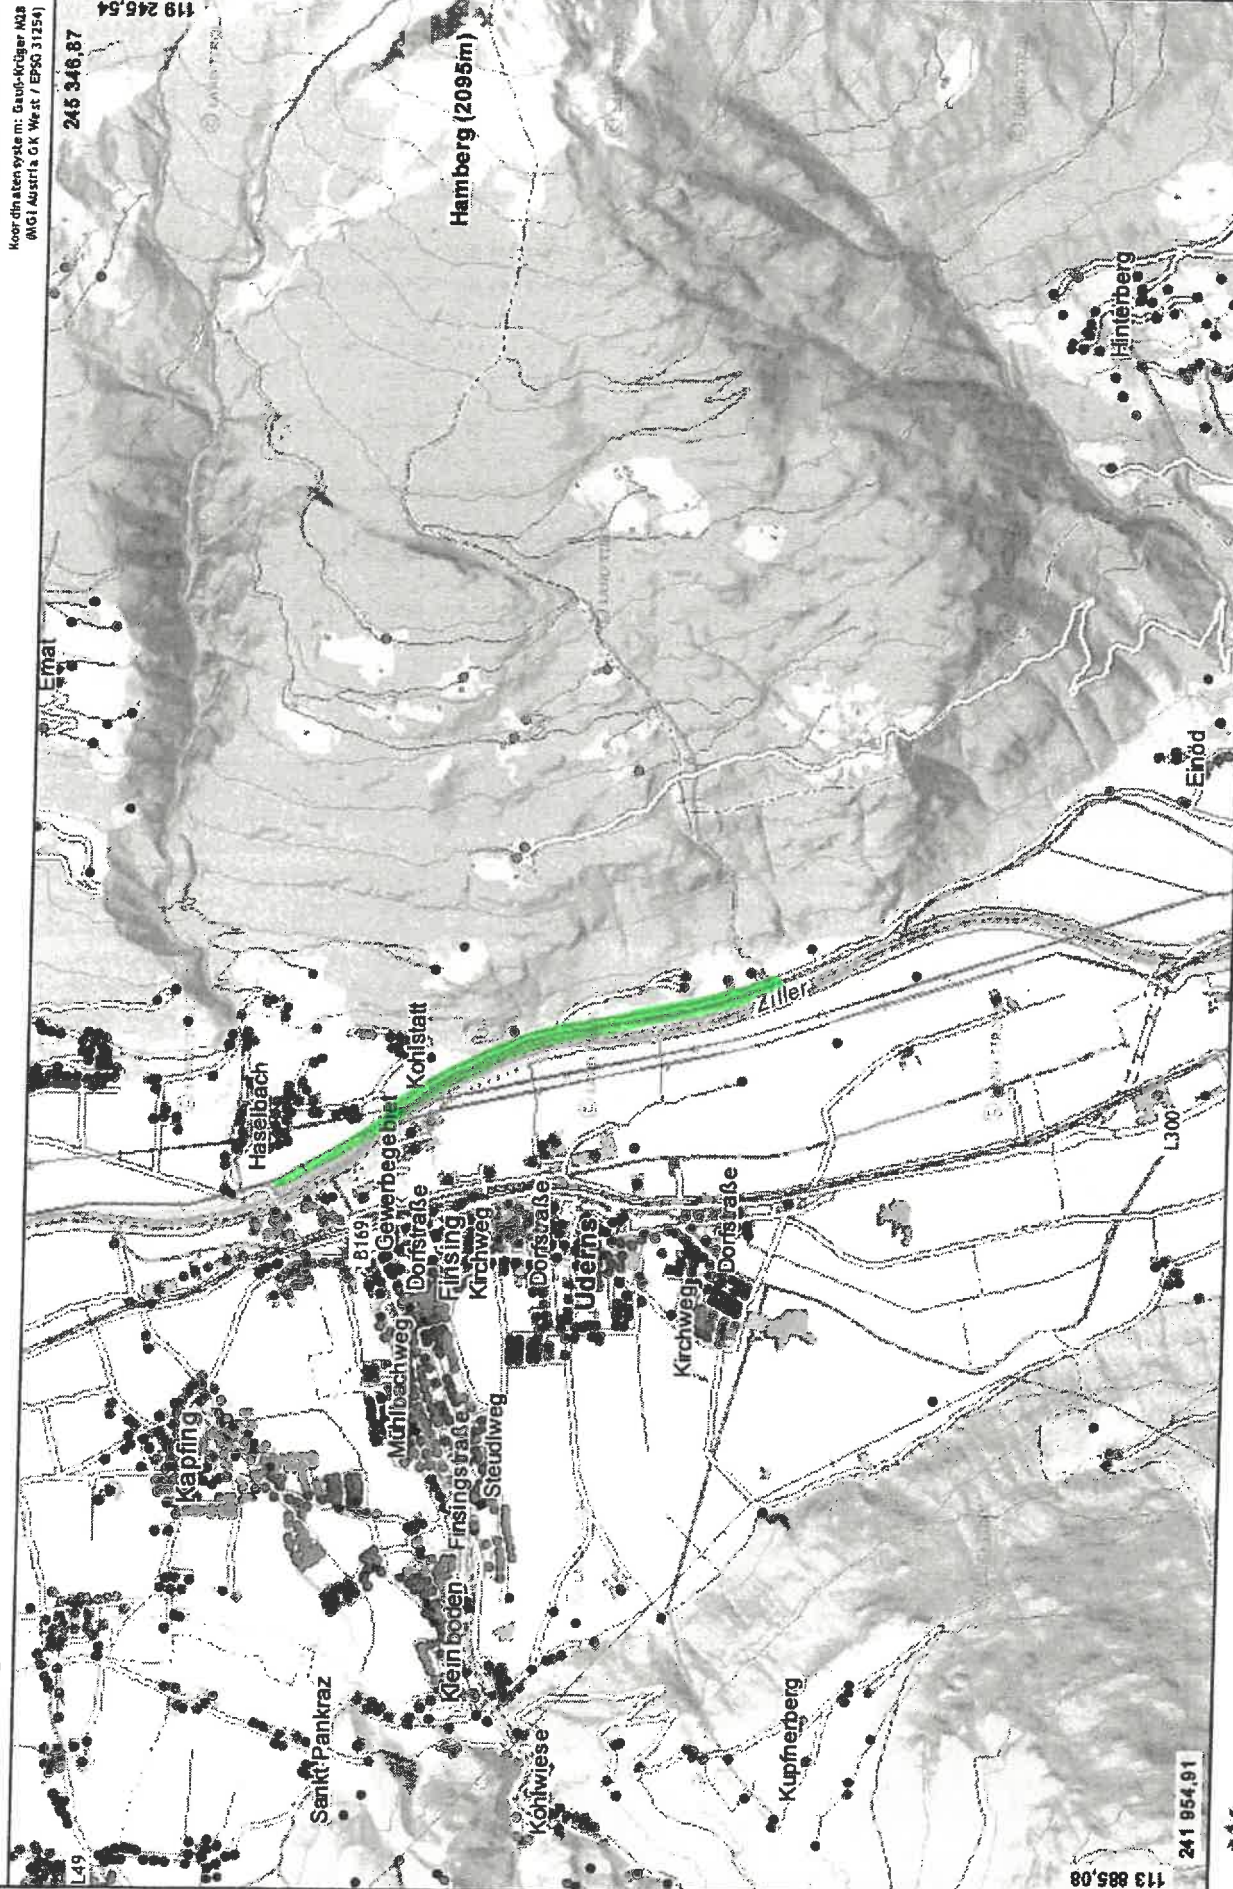 Koordinatensystem: Gauß-Krüger M28
(MGI Austria GK West / EPSG 31254)
245 346,87
119 245,54
Hamberg (2095m)
Hinterberg
Emat
Einöd
Haselbach
Kohlstatt
Gewerbegebiet
Ziller
B169
Dorfstraße
Finsing
Kirchweg
Dorfstraße
Uderns
Dorfstraße
Kirchweg
L300
Mühlbachweg
Finsingstraße
Steudlweg
Kapfing
Kleinboden
Sankt Pankraz
Kohlwiese
Kupfnerberg
L49
241 954,91
113 885,08